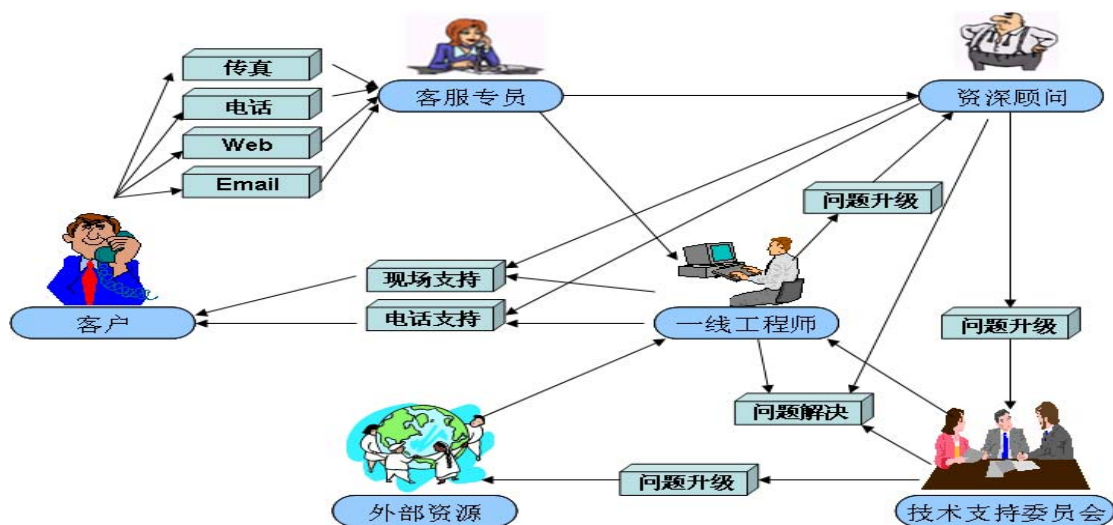 传真
电话
Web
Email
客服专员
资深顾问
问题升级
现场支持
电话支持
客户
一线工程师
问题升级
问题解决
问题升级
外部资源
技术支持委员会